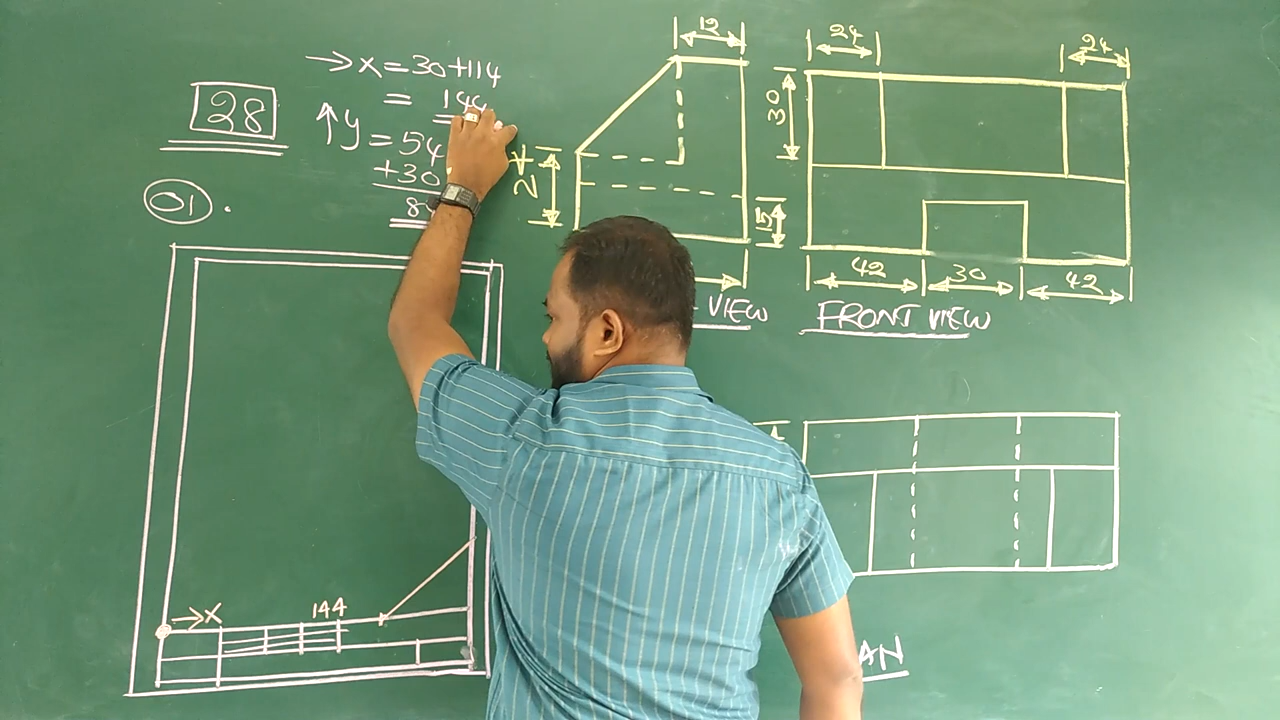 28
→ X = 30+114
= 144
↑ Y = 54
+30
01.
12
24
15
VIEW
24
24
30
42
30
42
FRONT VIEW
→X
144